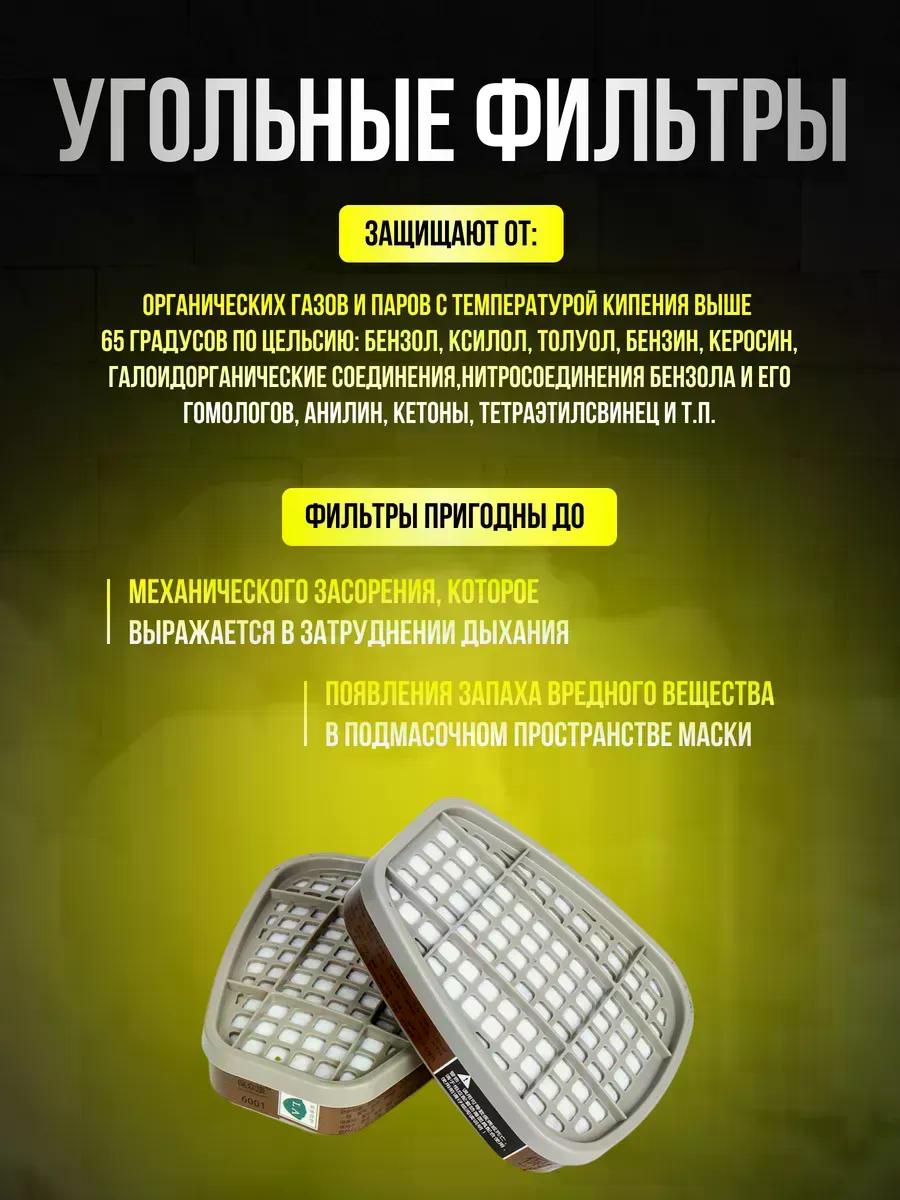 УГОЛЬНЫЕ ФИЛЬТРЫ
ЗАЩИЩАЮТ ОТ:
ОРГАНИЧЕСКИХ ГАЗОВ И ПАРОВ С ТЕМПЕРАТУРОЙ КИПЕНИЯ ВЫШЕ
65 ГРАДУСОВ ПО ЦЕЛЬСИЮ: БЕНЗОЛ, КСИЛОЛ, ТОЛУОЛ, БЕНЗИН, КЕРОСИН,
ГАЛОИДОРГАНИЧЕСКИЕ СОЕДИНЕНИЯ,НИТРОСОЕДИНЕНИЯ БЕНЗОЛА И ЕГО
ГОМОЛОГОВ, АНИЛИН, КЕТОНЫ, ТЕТРАЭТИЛСВИНЕЦ И Т.П.
ФИЛЬТРЫ ПРИГОДНЫ ДО
МЕХАНИЧЕСКОГО ЗАСОРЕНИЯ, КОТОРОЕ
ВЫРАЖАЕТСЯ В ЗАТРУДНЕНИИ ДЫХАНИЯ
ПОЯВЛЕНИЯ ЗАПАХА ВРЕДНОГО ВЕЩЕСТВА
В ПОДМАСОЧНОМ ПРОСТРАНСТВЕ МАСКИ
6001